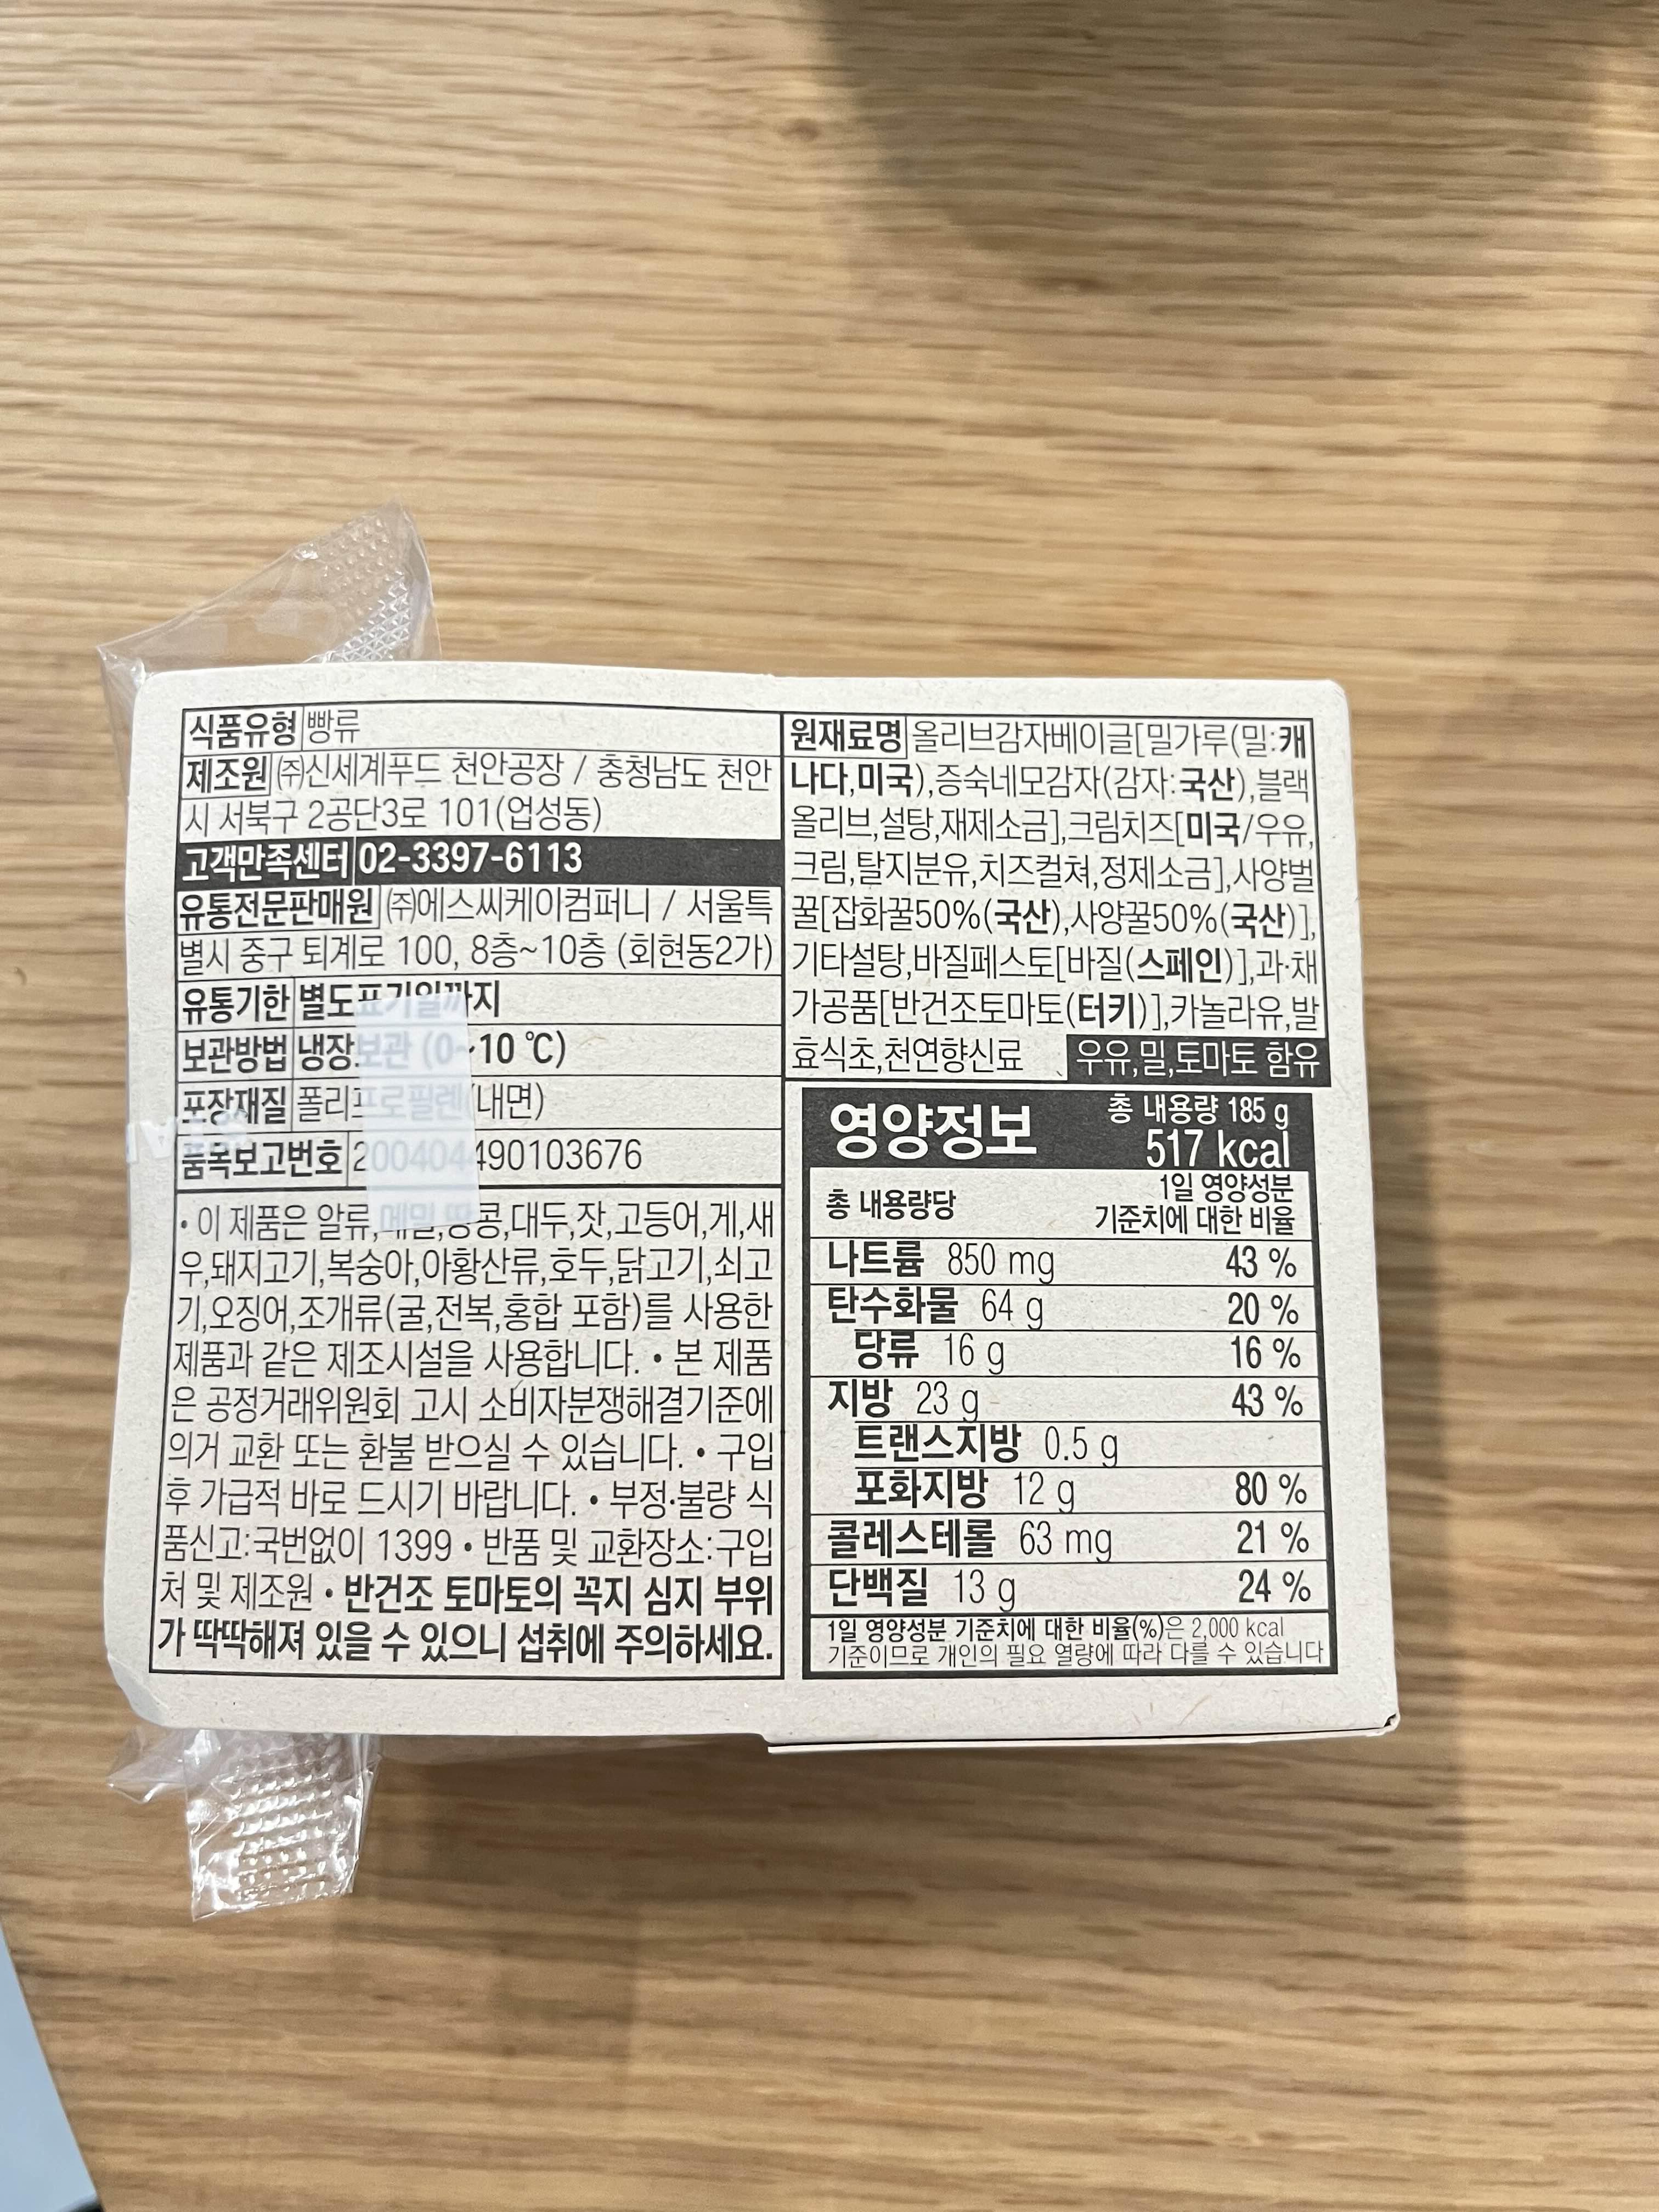 식품유형 빵류
제조원 ㈜신세계푸드 천안공장 / 충청남도 천안
시 서북구 2공단3로 101(업성동)
고객만족센터 02-3397-6113
유통전문판매원 ㈜에스씨케이컴퍼니 / 서울특
별시 중구 퇴계로 100, 8층~10층 (회현동2가)
유통기한 별도표기일까지
보관방법 냉장보관 (0~10 ℃)
포장재질 폴리프로필렌(내면)
품목보고번호 200404490103676
• 이 제품은 알류,메밀,땅콩,대두,잣,고등어,게,새
우,돼지고기,복숭아,아황산류,호두,닭고기,쇠고
기,오징어,조개류(굴,전복,홍합 포함)를 사용한
제품과 같은 제조시설을 사용합니다. • 본 제품
은 공정거래위원회 고시 소비자분쟁해결기준에
의거 교환 또는 환불 받으실 수 있습니다. • 구입
후 가급적 바로 드시기 바랍니다. • 부정·불량 식
품신고:국번없이 1399 • 반품 및 교환장소:구입
처 및 제조원 • 반건조 토마토의 꼭지 심지 부위
가 딱딱해져 있을 수 있으니 섭취에 주의하세요.
원재료명 올리브감자베이글[밀가루(밀:캐
나다,미국),증숙네모감자(감자:국산),블랙
올리브,설탕,재제소금],크림치즈[미국/우유,
크림,탈지분유,치즈컬쳐,정제소금],사양벌
꿀[잡화꿀50%(국산),사양꿀50%(국산)],
기타설탕,바질페스토[바질(스페인)],과·채
가공품[반건조토마토(터키)],카놀라유,발
효식초,천연향신료 우유,밀,토마토 함유
영양정보 총 내용량 185 g
517 kcal
총 내용량당 1일 영양성분
기준치에 대한 비율
나트륨 850 mg 43 %
탄수화물 64 g 20 %
당류 16 g 16 %
지방 23 g 43 %
트랜스지방 0.5 g
포화지방 12 g 80 %
콜레스테롤 63 mg 21 %
단백질 13 g 24 %
1일 영양성분 기준치에 대한 비율(%)은 2,000 kcal
기준이므로 개인의 필요 열량에 따라 다를 수 있습니다